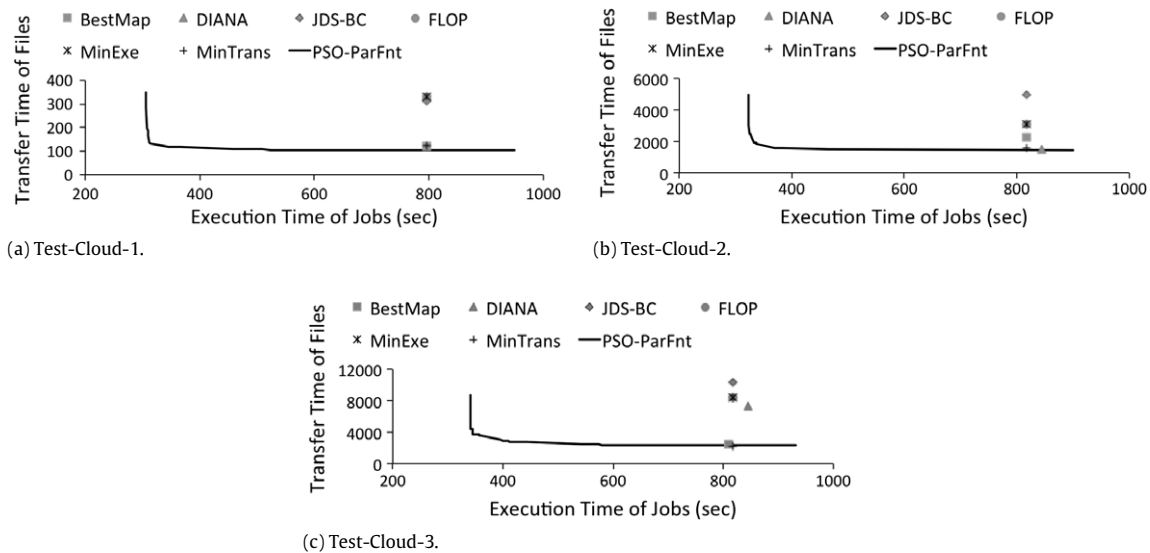 BestMap DIANA JDS-BC FLOP
MinExe MinTrans PSO-ParFnt
Transfer Time of Files
400
300
200
100
0
200 400 600 800 1000
Execution Time of Jobs (sec)
(a) Test-Cloud-1.
BestMap DIANA JDS-BC FLOP
MinExe MinTrans PSO-ParFnt
Transfer Time of Files
6000
4000
2000
0
200 400 600 800 1000
Execution Time of Jobs (sec)
(b) Test-Cloud-2.
BestMap DIANA JDS-BC FLOP
MinExe MinTrans PSO-ParFnt
Transfer Time of Files
12000
8000
4000
0
200 400 600 800 1000
Execution Time of Jobs (sec)
(c) Test-Cloud-3.